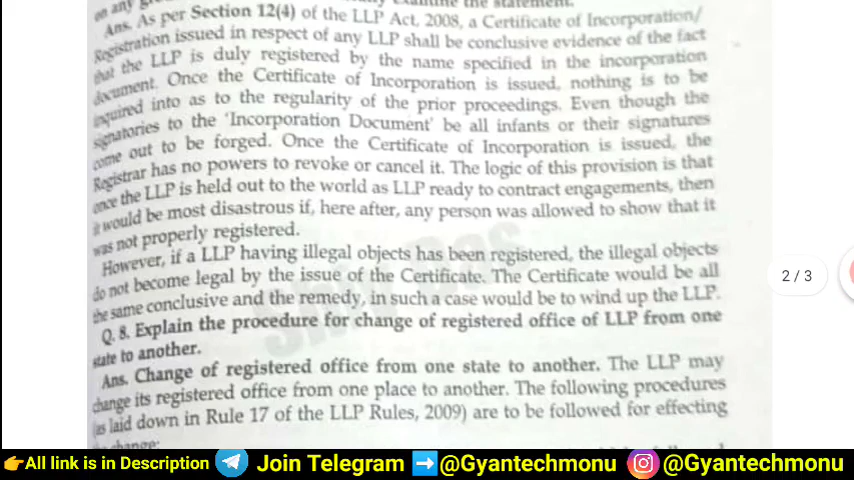 on any
Examine the statement.
Ans. As per Section 12(4) of the LLP Act, 2008, a Certificate of Incorporation/
Registration issued in respect of any LLP shall be conclusive evidence of the fact
that the LLP is duly registered by the name specified in the incorporation
document. Once the Certificate of Incorporation is issued, nothing is to be
inquired into as to the regularity of the prior proceedings. Even though the
signatories to the 'Incorporation Document' be all infants or their signatures
come out to be forged. Once the Certificate of Incorporation is issued, the
Registrar has no powers to revoke or cancel it. The logic of this provision is that
once the LLP is held out to the world as LLP ready to contract engagements, then
it would be most disastrous if, here after, any person was allowed to show that it
was not properly registered.
However, if a LLP having illegal objects has been registered, the illegal objects
do not become legal by the issue of the Certificate. The Certificate would be all
the same conclusive and the remedy, in such a case would be to wind up the LLP.
Q. 8. Explain the procedure for change of registered office of LLP from one
state to another.
Ans. Change of registered office from one state to another. The LLP may
change its registered office from one place to another. The following procedures
(as laid down in Rule 17 of the LLP Rules, 2009) are to be followed for effecting
the change:
2 / 3
All link is in Description Join Telegram @Gyantechmonu @Gyantechmonu